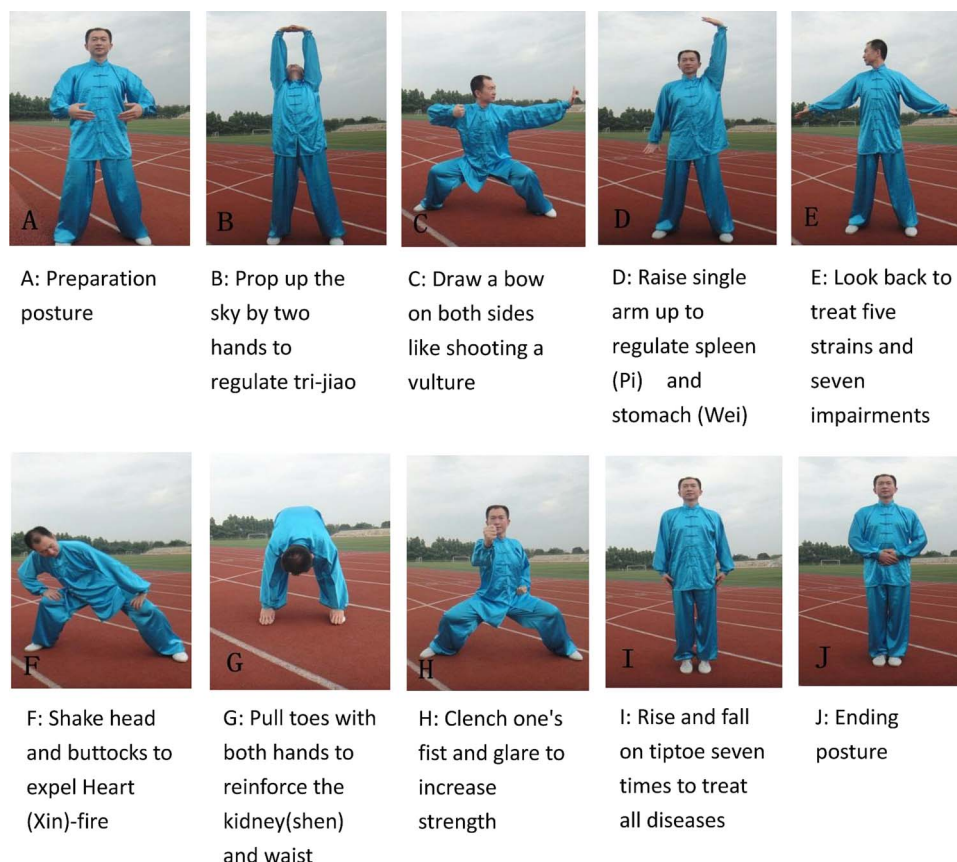 A
B
C
D
E
A: Preparation
posture
B: Prop up the
sky by two
hands to
regulate tri-jiao
C: Draw a bow
on both sides
like shooting a
vulture
D: Raise single
arm up to
regulate spleen
(Pi) and
stomach (Wei)
E: Look back to
treat five
strains and
seven
impairments
F
G
H
I
J
F: Shake head
and buttocks to
expel Heart
(Xin)-fire
G: Pull toes with
both hands to
reinforce the
kidney(shen)
and waist
H: Clench one's
fist and glare to
increase
strength
I: Rise and fall
on tiptoe seven
times to treat
all diseases
J: Ending
posture